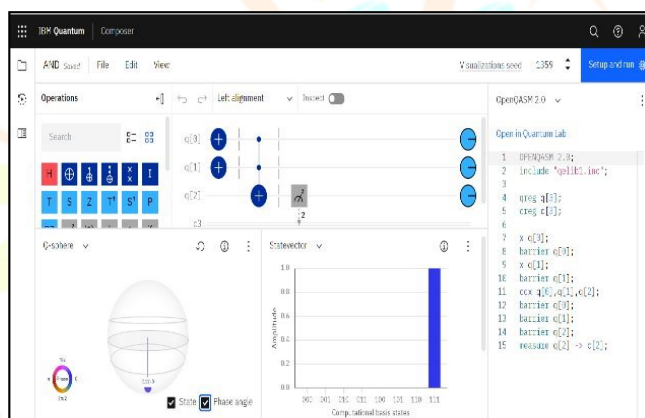 IBM Quantum Composer
AND Saved File Edit View
Visualizations seed 1359
Setup and run
Operations
Left alignment
Inspect
OpenQASM 2.0
Search
Open in Quantum Lab
H
I
T S Z T† S† P
q[0]
q[1]
q[2]
c3
2
1 OPENQASM 2.0;
2 include "qelib1.inc";
3
4 qreg q[3];
5 creg c[3];
6
7 x q[0];
8 barrier q[0];
9 x q[1];
10 barrier q[1];
11 ccx q[0],q[1],q[2];
12 barrier q[0];
13 barrier q[1];
14 barrier q[2];
15 measure q[2] -> c[2];
Q-sphere
Phase
State
Phase angle
Statevector
Amplitude
1.0
0.8
0.6
0.4
0.2
0.0
000 001 010 011 100 101 110 111
Computational basis states